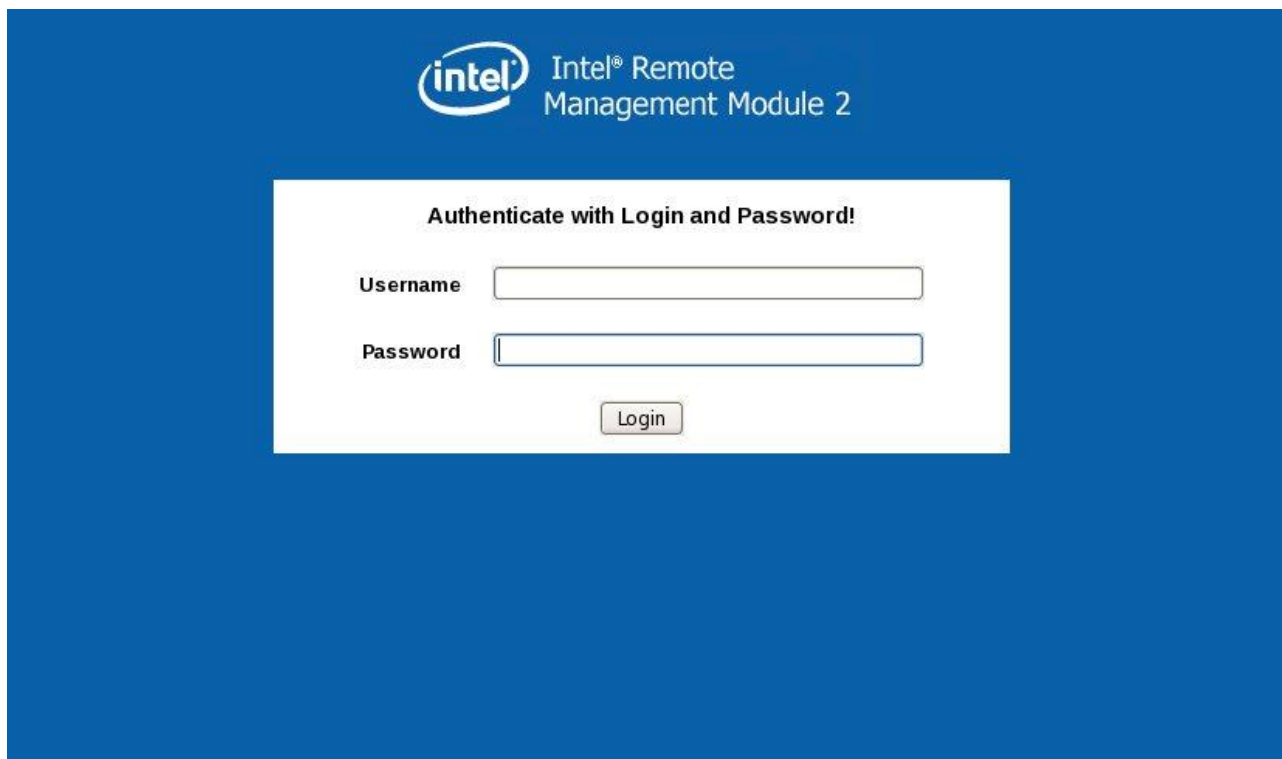 intel Intel® Remote
Management Module 2
Authenticate with Login and Password!
Username
Password
Login